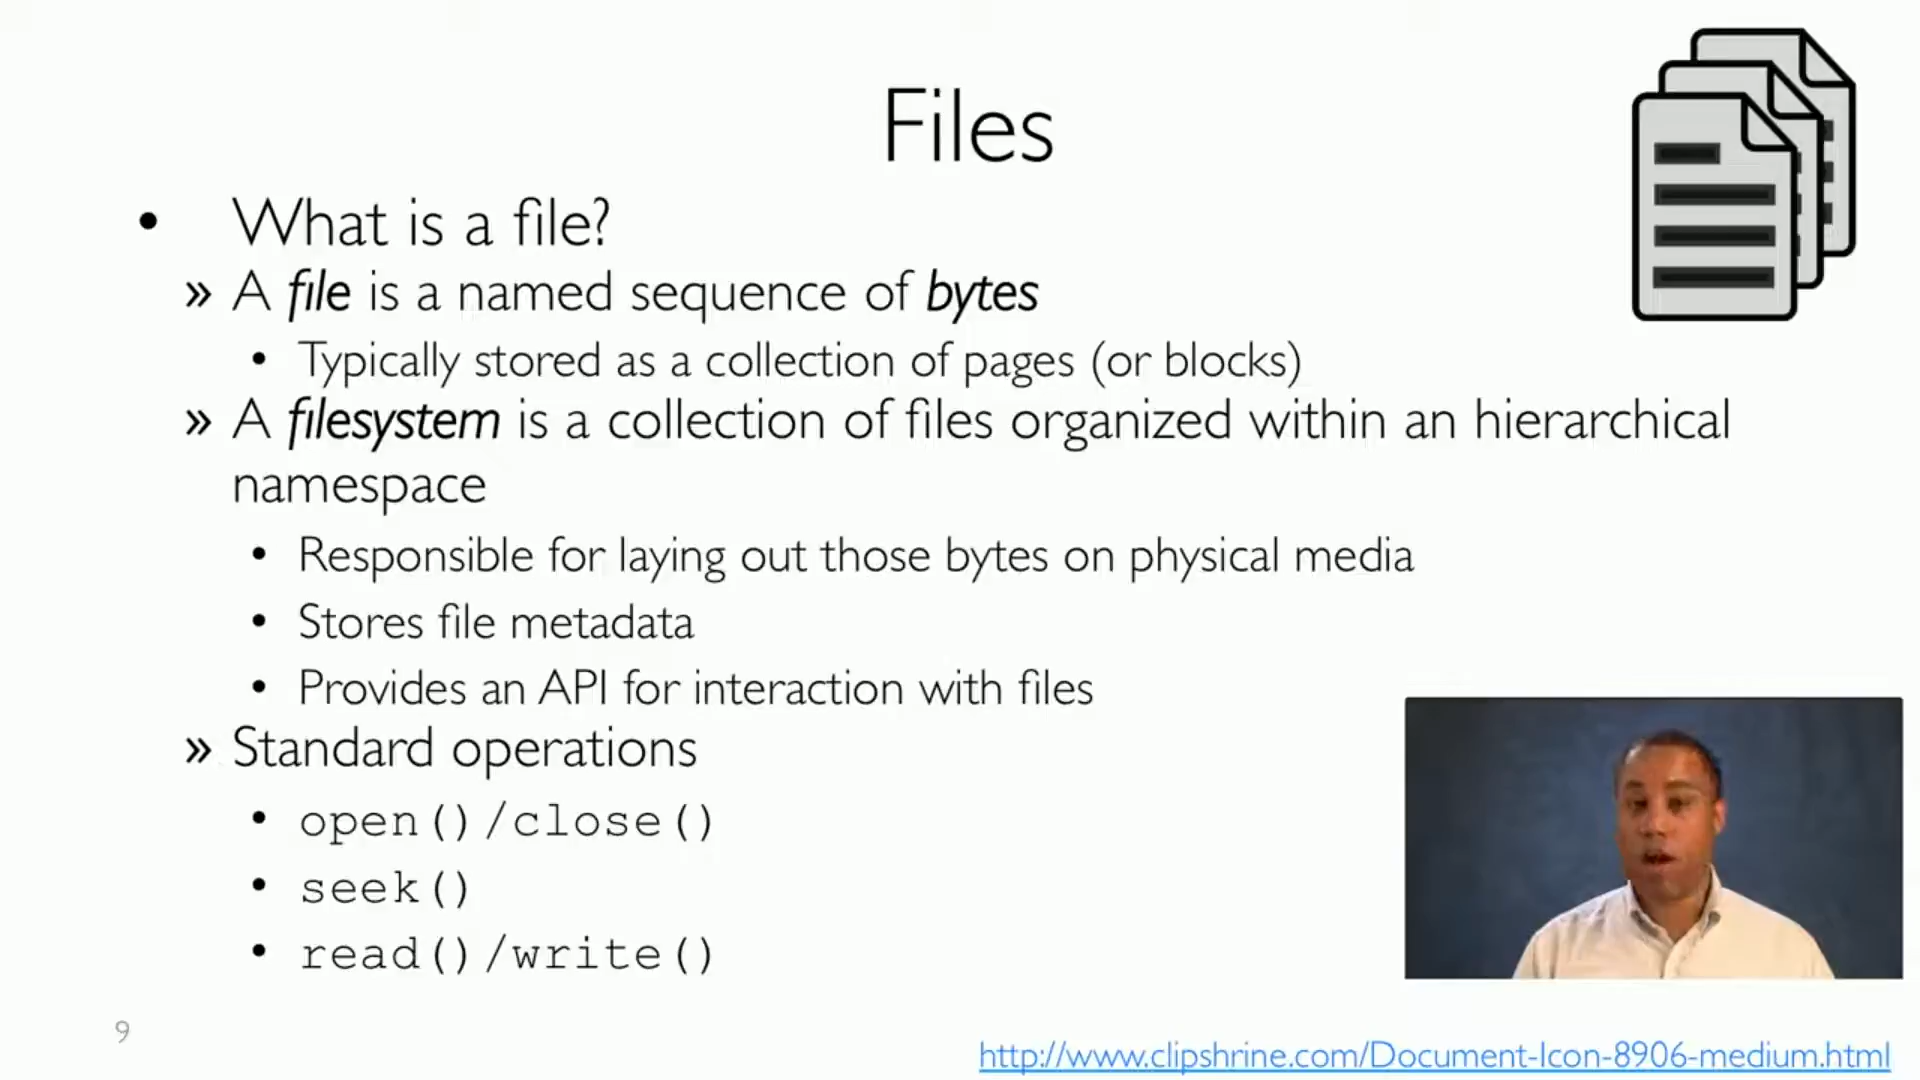 Files
• What is a file?
» A file is a named sequence of bytes
• Typically stored as a collection of pages (or blocks)
» A filesystem is a collection of files organized within an hierarchical
namespace
• Responsible for laying out those bytes on physical media
• Stores file metadata
• Provides an API for interaction with files
» Standard operations
• open()/close()
• seek()
• read()/write()
9
http://www.clipshrine.com/Document-Icon-8906-medium.html